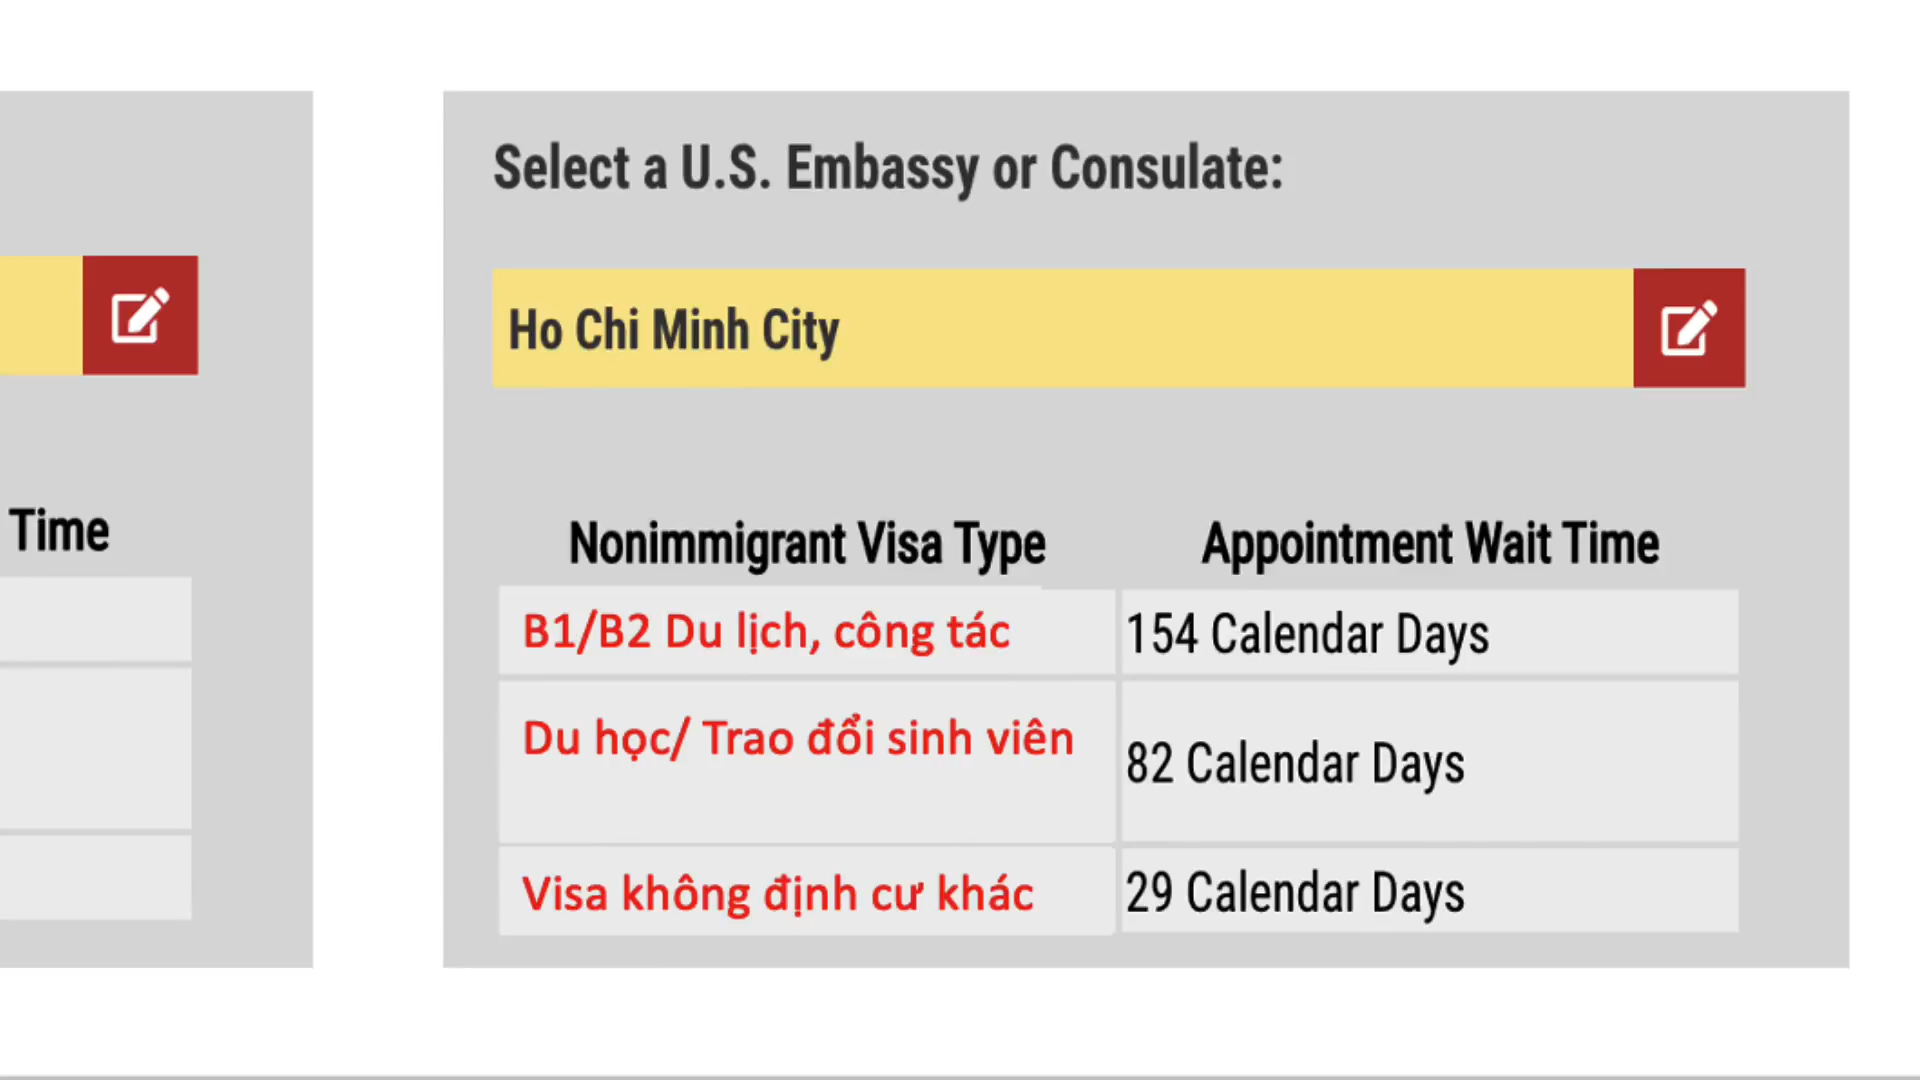 Time
Select a U.S. Embassy or Consulate:
Ho Chi Minh City
Nonimmigrant Visa Type Appointment Wait Time
B1/B2 Du lịch, công tác 154 Calendar Days
Du học/ Trao đổi sinh viên 82 Calendar Days
Visa không định cư khác 29 Calendar Days